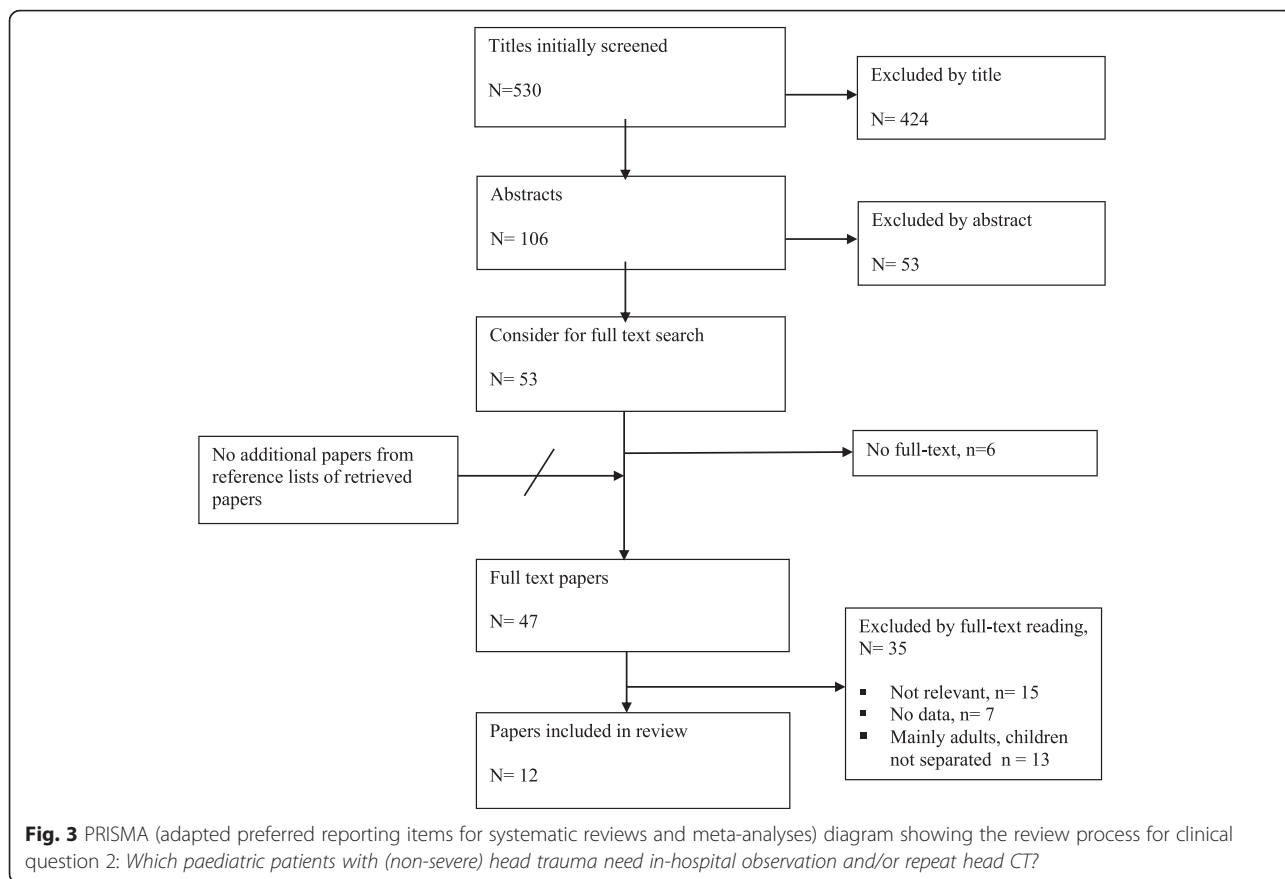 Titles initially screened
N=530
Excluded by title
N= 424
Abstracts
N= 106
Excluded by abstract
N= 53
Consider for full text search
N= 53
No additional papers from
reference lists of retrieved
papers
No full-text, n=6
Full text papers
N= 47
Excluded by full-text reading,
N= 35
▪ Not relevant, n= 15
▪ No data, n= 7
▪ Mainly adults, children
not separated n = 13
Papers included in review
N= 12
Fig. 3 PRISMA (adapted preferred reporting items for systematic reviews and meta-analyses) diagram showing the review process for clinical
question 2: Which paediatric patients with (non-severe) head trauma need in-hospital observation and/or repeat head CT?